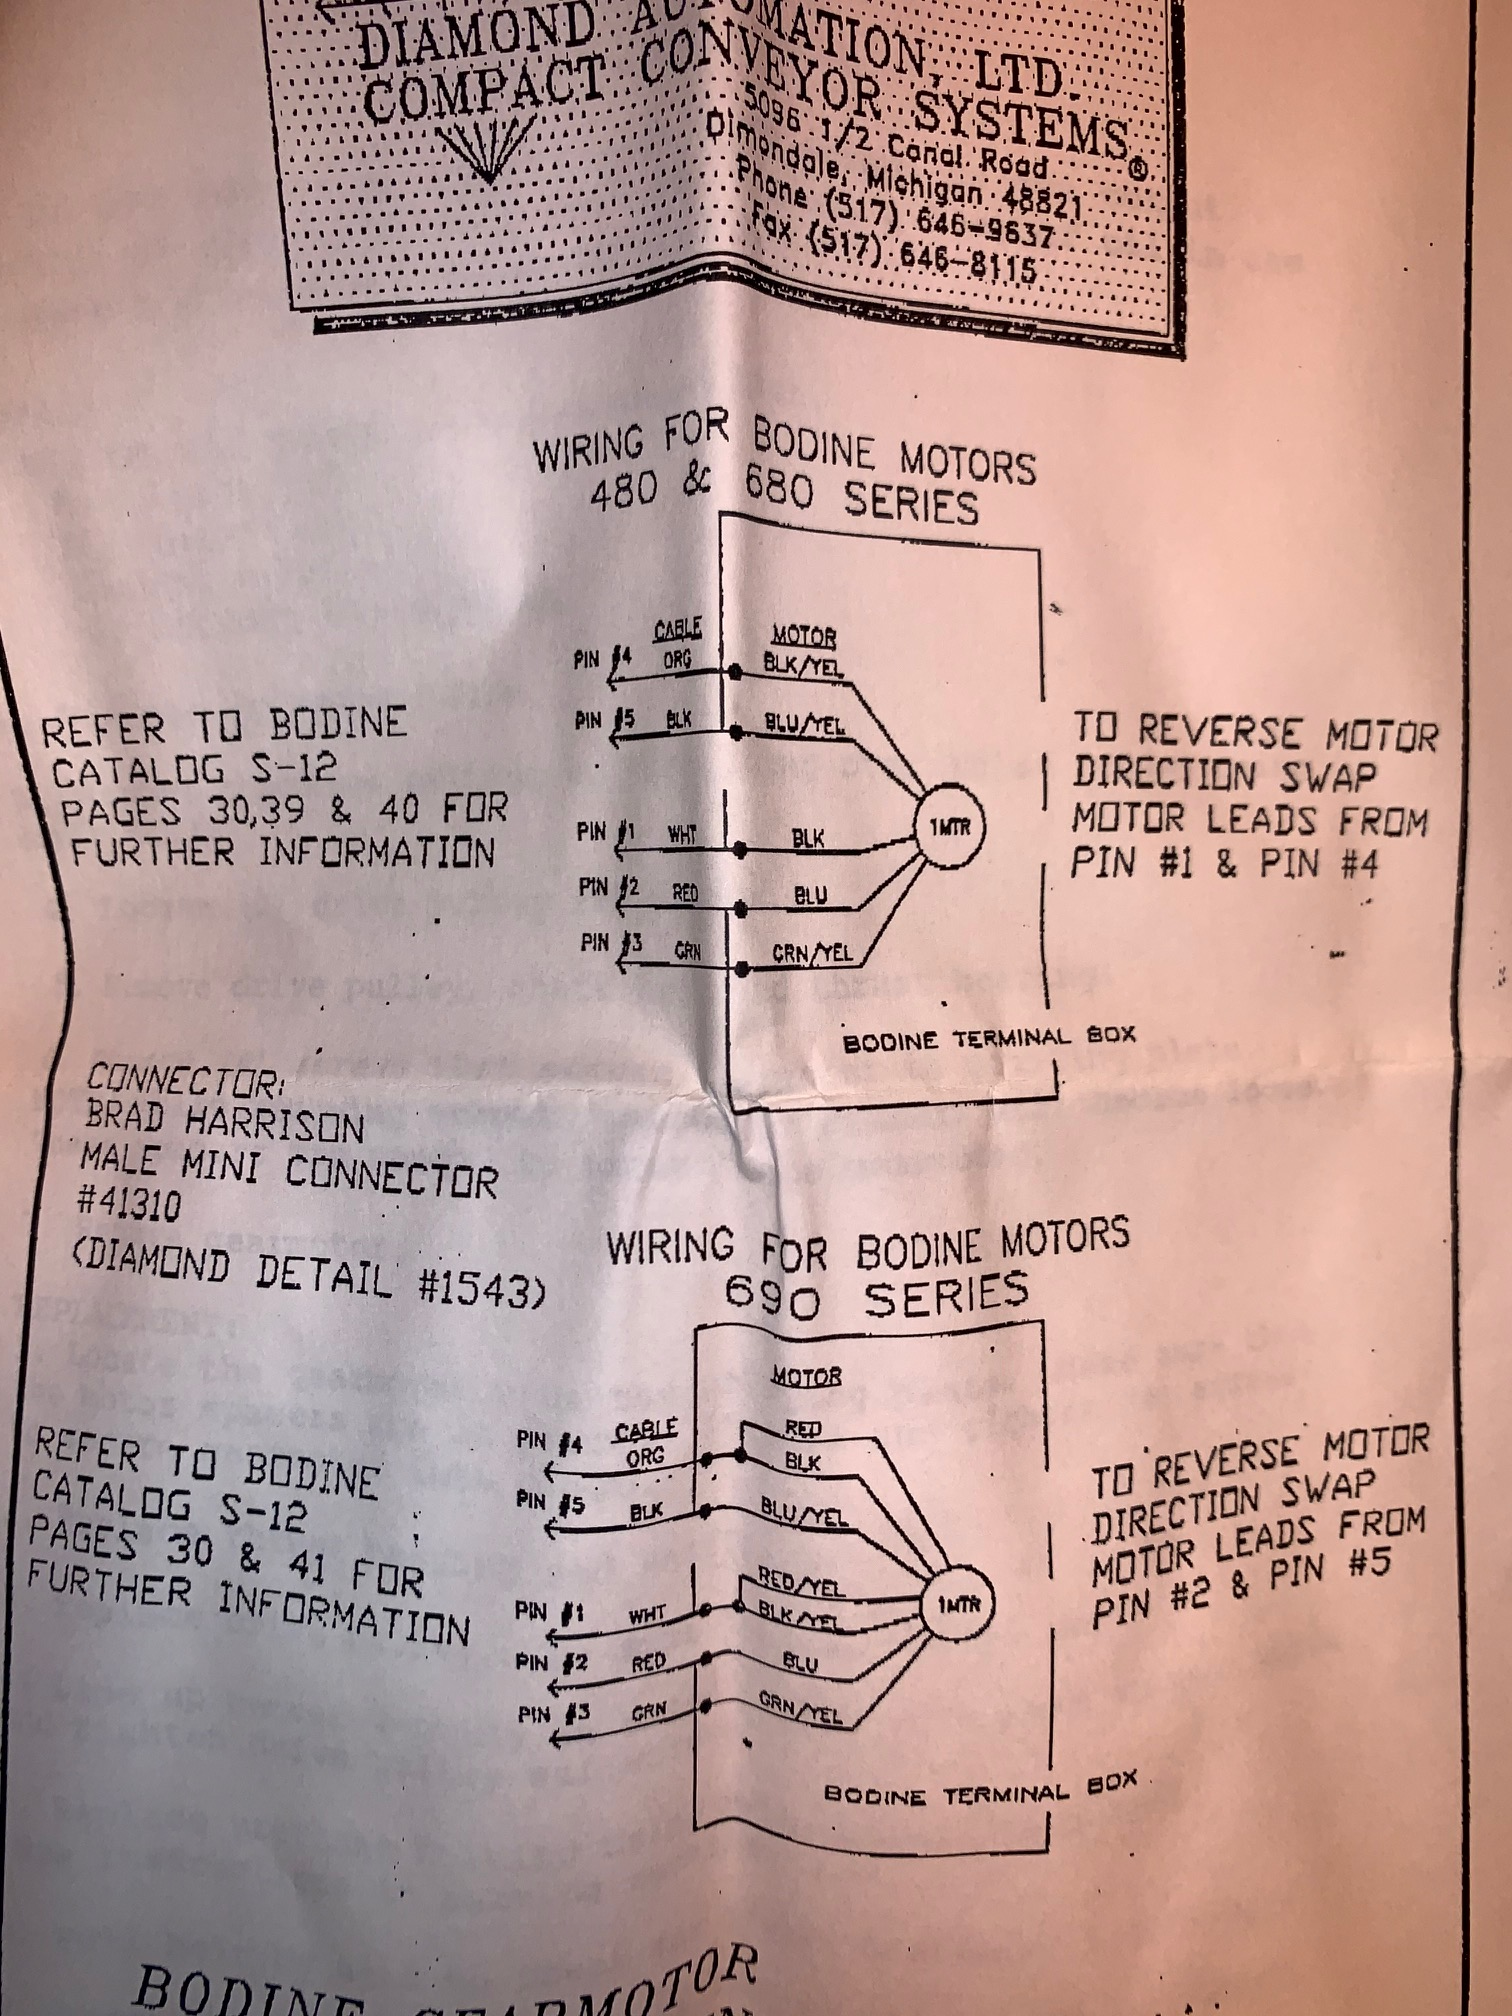 DIAMOND AUTOMATION, LTD.
COMPACT CONVEYOR SYSTEMS®
5096 1/2 Canal Road
Dimondale, Michigan 48821
Phone (517) 646-9637
Fax (517) 646-8115
WIRING FOR BODINE MOTORS
480 & 680 SERIES
CABLE MOTOR
PIN #4 ORG BLK/YEL
PIN #5 BLK BLU/YEL
1MTR
PIN #1 WHT BLK
PIN #2 RED BLU
PIN #3 GRN GRN/YEL
BODINE TERMINAL BOX
REFER TO BODINE
CATALOG S-12
PAGES 30,39 & 40 FOR
FURTHER INFORMATION
TO REVERSE MOTOR
DIRECTION SWAP
MOTOR LEADS FROM
PIN #1 & PIN #4
CONNECTOR:
BRAD HARRISON
MALE MINI CONNECTOR
#41310
(DIAMOND DETAIL #1543)
WIRING FOR BODINE MOTORS
690 SERIES
MOTOR
CABLE RED
PIN #4 ORG BLK
PIN #5 BLK BLU/YEL
RED/YEL
1MTR
PIN #1 WHT BLK/YEL
PIN #2 RED BLU
PIN #3 GRN GRN/YEL
BODINE TERMINAL BOX
REFER TO BODINE
CATALOG S-12
PAGES 30 & 41 FOR
FURTHER INFORMATION
TO REVERSE MOTOR
DIRECTION SWAP
MOTOR LEADS FROM
PIN #2 & PIN #5
BODINE GEARMOTOR